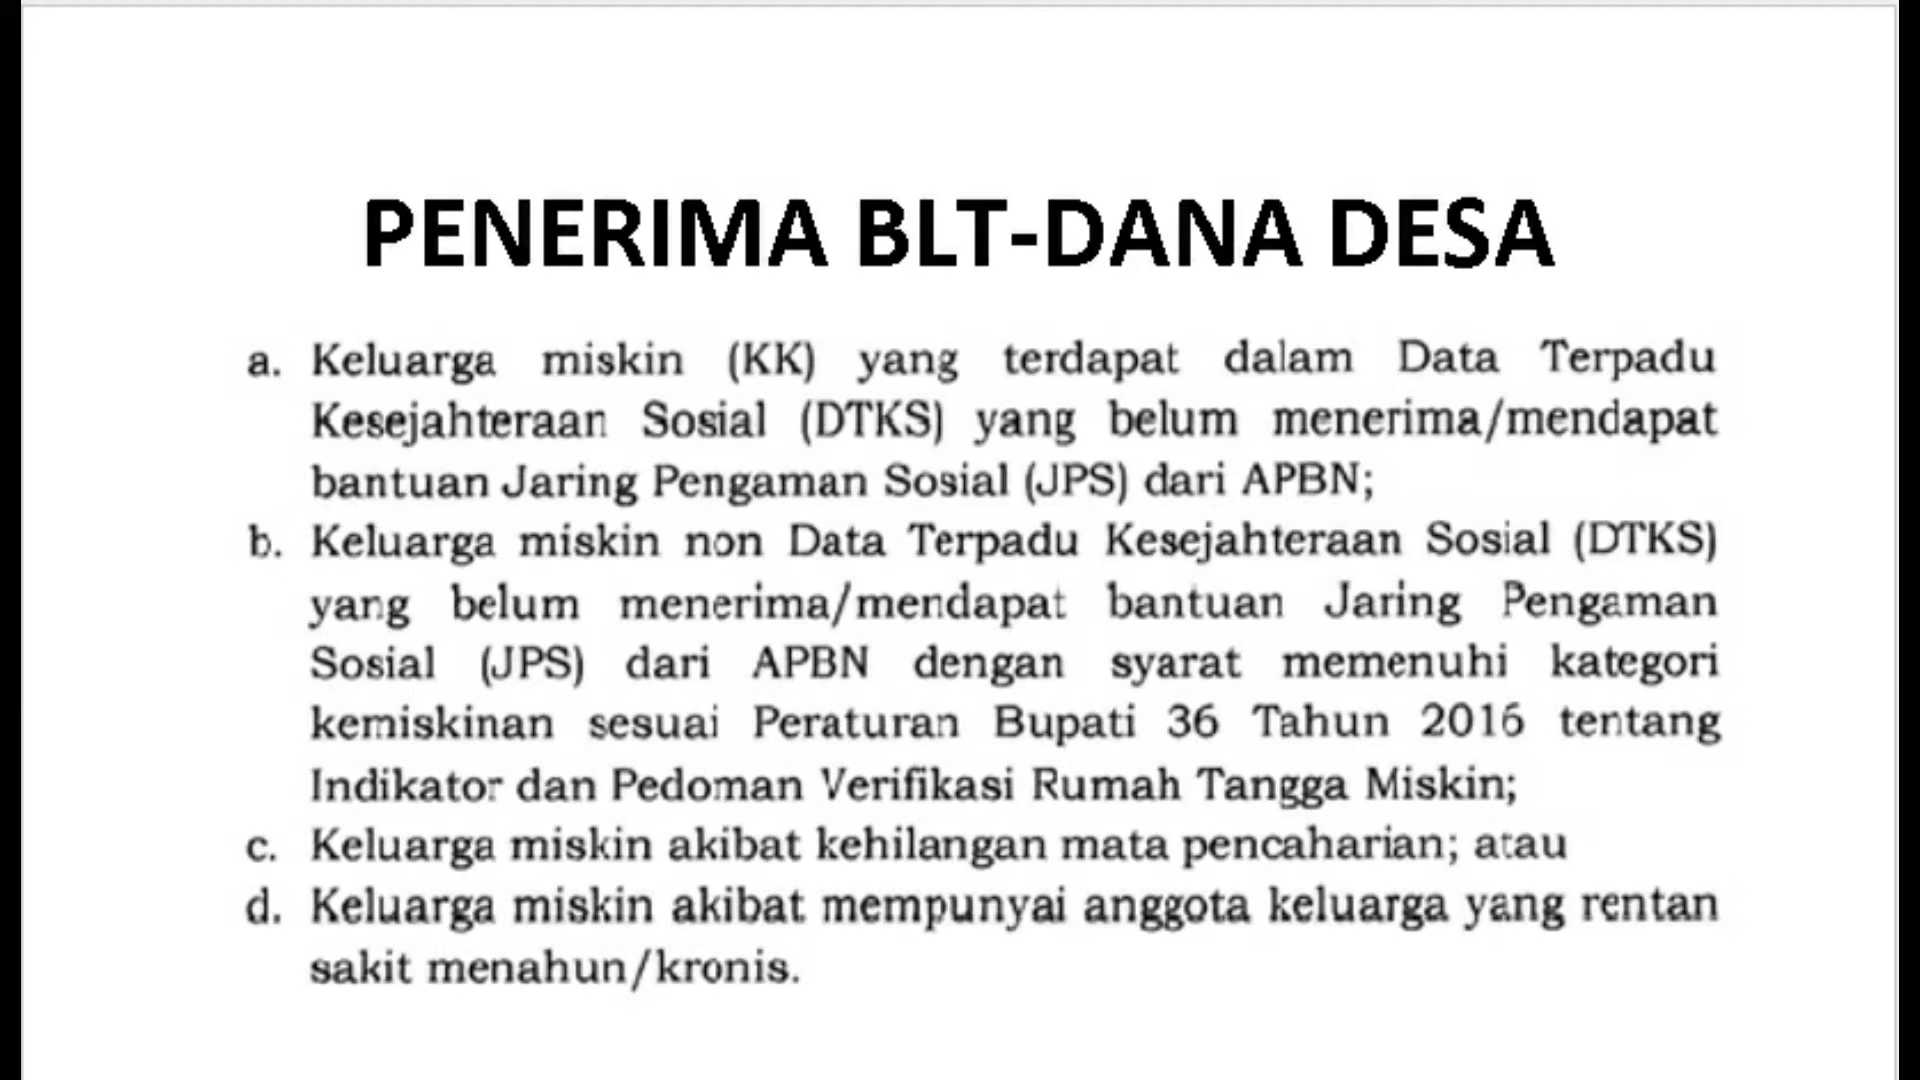 PENERIMA BLT-DANA DESA
a. Keluarga miskin (KK) yang terdapat dalam Data Terpadu
Kesejahteraan Sosial (DTKS) yang belum menerima/mendapat
bantuan Jaring Pengaman Sosial (JPS) dari APBN;
b. Keluarga miskin non Data Terpadu Kesejahteraan Sosial (DTKS)
yang belum menerima/mendapat bantuan Jaring Pengaman
Sosial (JPS) dari APBN dengan syarat memenuhi kategori
kemiskinan sesuai Peraturan Bupati 36 Tahun 2016 tentang
Indikator dan Pedoman Verifikasi Rumah Tangga Miskin;
c. Keluarga miskin akibat kehilangan mata pencaharian; atau
d. Keluarga miskin akibat mempunyai anggota keluarga yang rentan
sakit menahun/kronis.